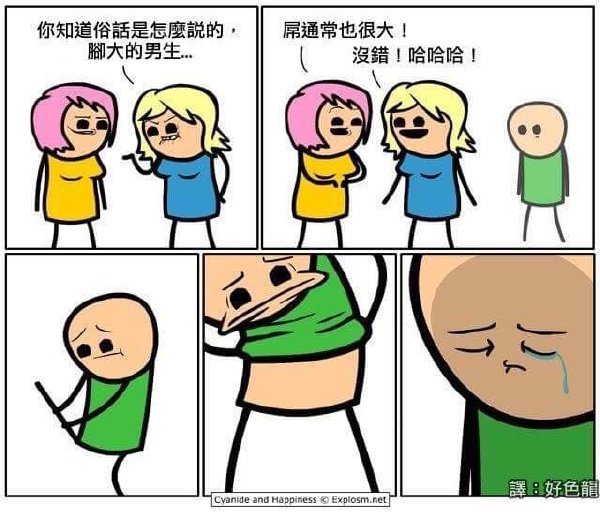 你知道俗話是怎麼説的，
腳大的男生...
屌通常也很大！
沒錯！哈哈哈！
Cyanide and Happiness © Explosm.net
譯：好色龍